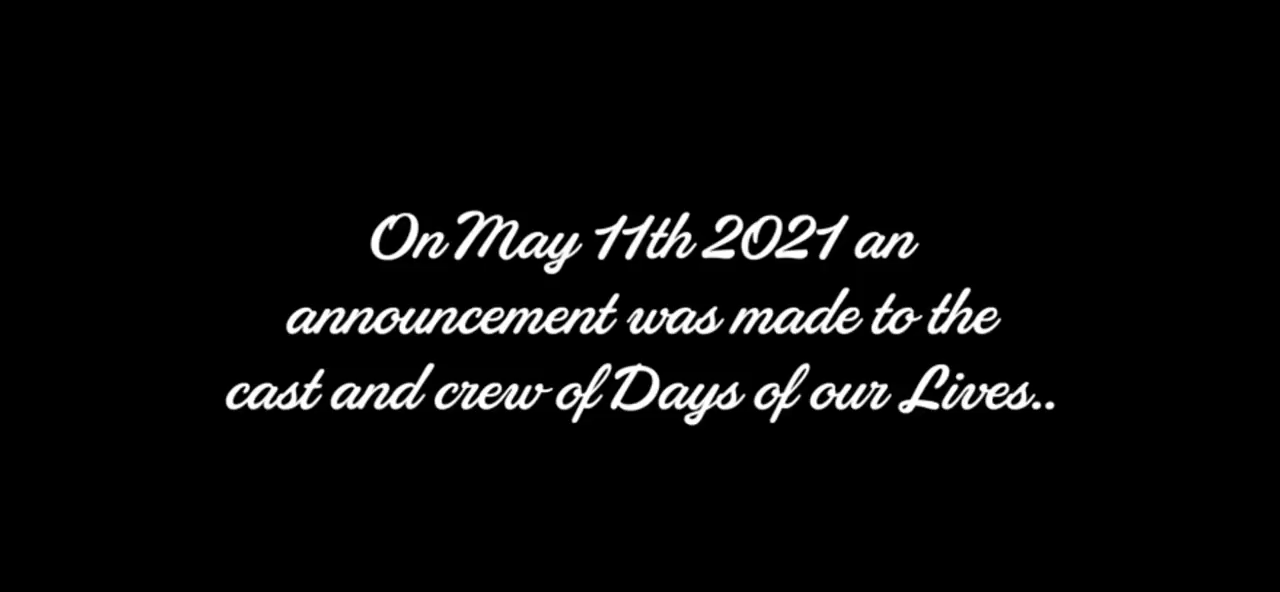 On May 11th 2021 an
announcement was made to the
cast and crew of Days of our Lives..